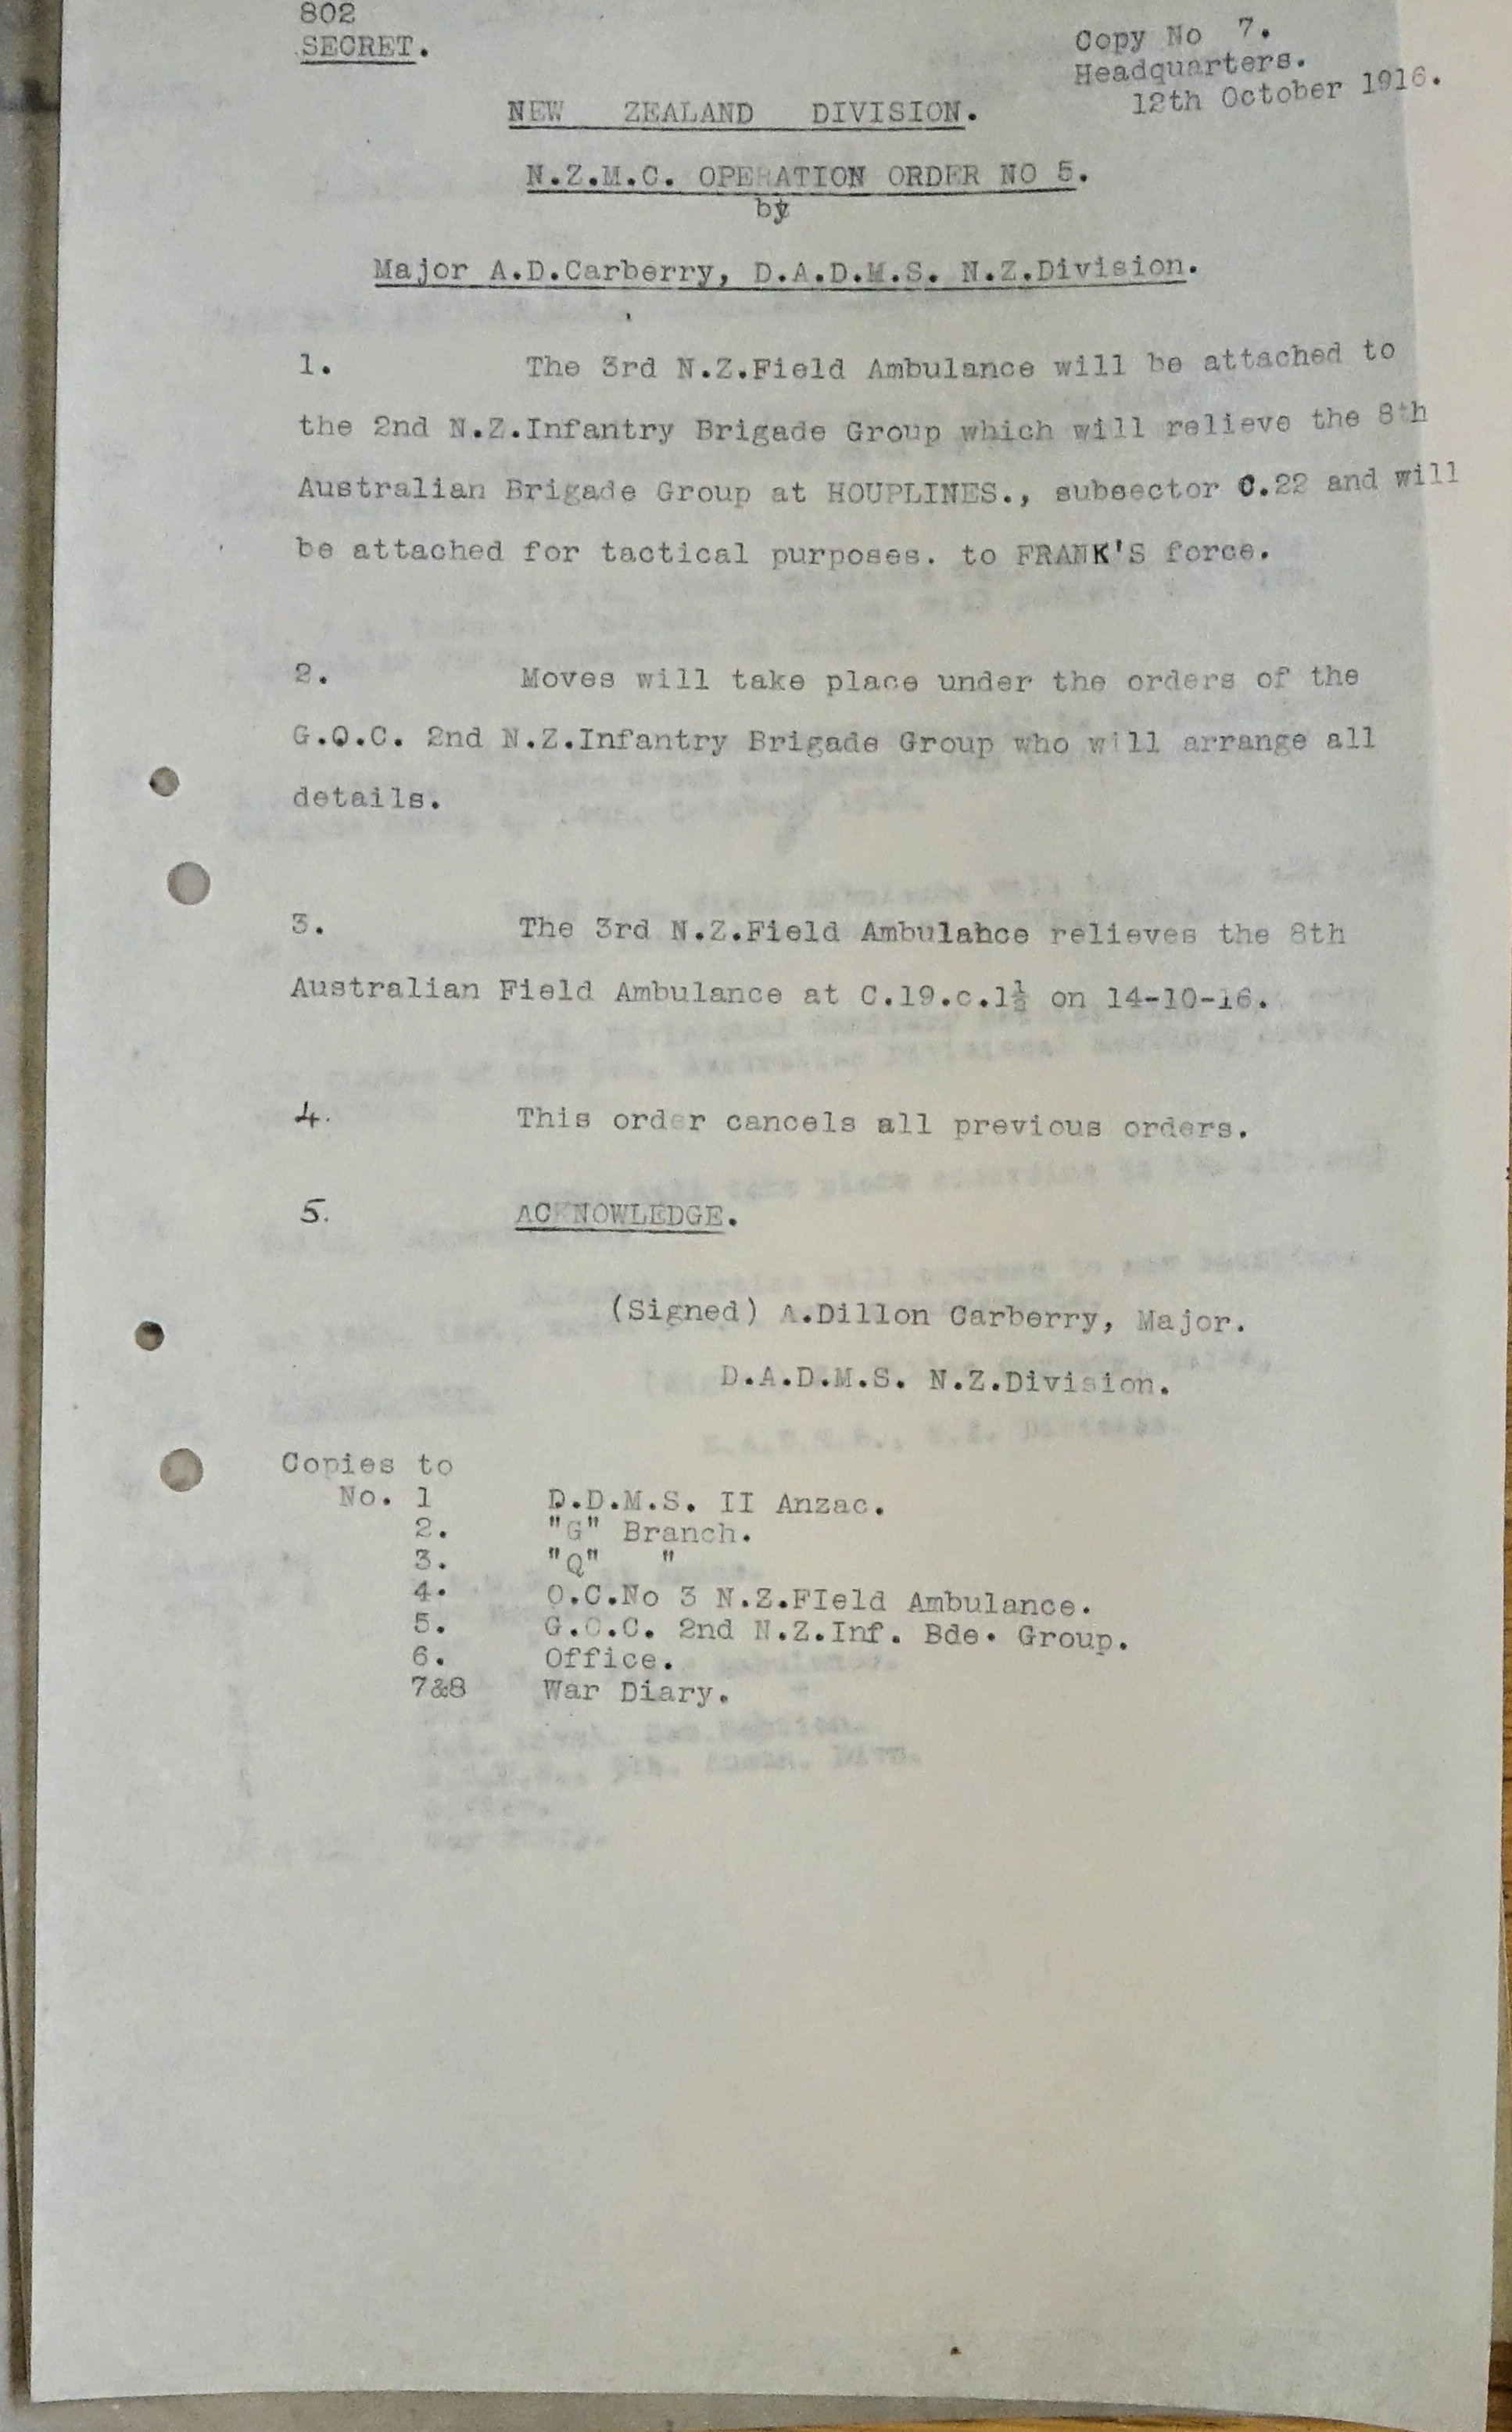 802
SECRET.
Copy No 7.
Headquarters.
12th October 1916.
NEW ZEALAND DIVISION.
N.Z.M.C. OPERATION ORDER NO 5.
by
Major A.D.Carberry, D.A.D.M.S. N.Z.Division.
1. The 3rd N.Z.Field Ambulance will be attached to
the 2nd N.Z.Infantry Brigade Group which will relieve the 8th
Australian Brigade Group at HOUPLINES., subsector C.22 and will
be attached for tactical purposes. to FRANK'S force.
2. Moves will take place under the orders of the
G.O.C. 2nd N.Z.Infantry Brigade Group who will arrange all
details.
3. The 3rd N.Z.Field Ambulahce relieves the 8th
Australian Field Ambulance at C.19.c.1½ on 14-10-16.
4. This order cancels all previous orders.
5. ACKNOWLEDGE.
(Signed) A.Dillon Carberry, Major.
D.A.D.M.S. N.Z.Division.
Copies to
No. 1 D.D.M.S. II Anzac.
2. "G" Branch.
3. "Q" "
4. O.C.No 3 N.Z.FIeld Ambulance.
5. G.O.C. 2nd N.Z.Inf. Bde. Group.
6. Office.
7&8 War Diary.